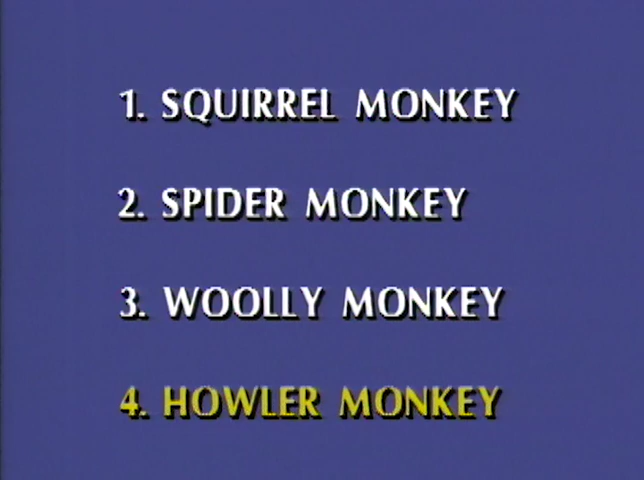 1. SQUIRREL MONKEY
2. SPIDER MONKEY
3. WOOLLY MONKEY
4. HOWLER MONKEY